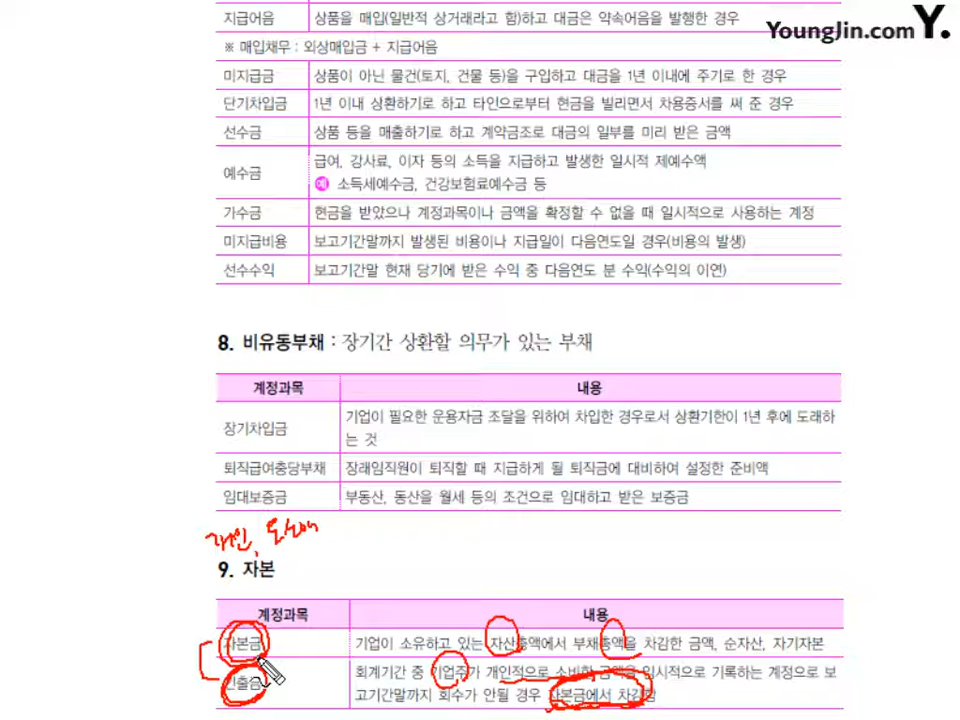 YoungJin.com Y.
지급어음 상품을 매입(일반적 상거래라고 함)하고 대금은 약속어음을 발행한 경우
※ 매입채무 : 외상매입금 + 지급어음
미지급금 상품이 아닌 물건(토지, 건물 등)을 구입하고 대금을 1년 이내에 주기로 한 경우
단기차입금 1년 이내 상환하기로 하고 타인으로부터 현금을 빌리면서 차용증서를 써 준 경우
선수금 상품 등을 매출하기로 하고 계약금조로 대금의 일부를 미리 받은 금액
예수금 급여, 강사료, 이자 등의 소득을 지급하고 발생한 일시적 제예수액
예 소득세예수금, 건강보험료예수금 등
가수금 현금을 받았으나 계정과목이나 금액을 확정할 수 없을 때 일시적으로 사용하는 계정
미지급비용 보고기간말까지 발생된 비용이나 지급일이 다음연도일 경우(비용의 발생)
선수수익 보고기간말 현재 당기에 받은 수익 중 다음연도 분 수익(수익의 이연)
8. 비유동부채 : 장기간 상환할 의무가 있는 부채
계정과목 내용
장기차입금 기업이 필요한 운용자금 조달을 위하여 차입한 경우로서 상환기한이 1년 후에 도래하
는 것
퇴직급여충당부채 장래임직원이 퇴직할 때 지급하게 될 퇴직금에 대비하여 설정한 준비액
임대보증금 부동산, 동산을 월세 등의 조건으로 임대하고 받은 보증금
개인, 도소매
9. 자본
계정과목 내용
자본금 기업이 소유하고 있는 자산총액에서 부채총액을 차감한 금액, 순자산, 자기자본
인출금 회계기간 중 기업주가 개인적으로 소비한 금액을 임시적으로 기록하는 계정으로 보
고기간말까지 회수가 안될 경우 자본금에서 차감함